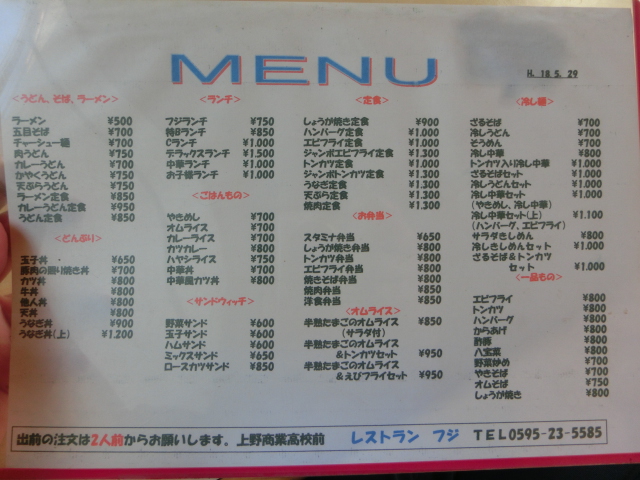 MENU
H. 18. 5. 29
<うどん、そば、ラーメン>
ラーメン ¥500
五目そば ¥700
チャーシュー麺 ¥700
肉うどん ¥750
カレーうどん ¥700
かやくうどん ¥750
天ぷらうどん ¥750
ラーメン定食 ¥850
カレーうどん定食 ¥950
うどん定食 ¥850
<どんぶり>
玉子丼 ¥650
豚肉の照り焼き丼 ¥700
カツ丼 ¥800
牛丼 ¥800
他人丼 ¥800
天丼 ¥800
うなぎ丼 ¥900
うなぎ丼(上) ¥1.200
<ランチ>
フジランチ ¥750
特Bランチ ¥850
Cランチ ¥1.000
デラックスランチ ¥1.500
中華ランチ ¥1.000
お子様ランチ ¥1.000
<ごはんもの>
やきめし ¥700
オムライス ¥700
カレーライス ¥700
カツカレー ¥800
ハヤシライス ¥750
中華丼 ¥700
中華風カツ丼 ¥800
<サンドウィッチ>
野菜サンド ¥600
玉子サンド ¥600
ハムサンド ¥600
ミックスサンド ¥650
ロースカツサンド ¥850
<定食>
しょうが焼き定食 ¥900
ハンバーグ定食 ¥1.000
エビフライ定食 ¥1.000
ジャンボエビフライ定食 ¥1.300
トンカツ定食 ¥1.000
ジャンボトンカツ定食 ¥1.300
うなぎ定食 ¥1.300
天ぷら定食 ¥1.300
焼肉定食 ¥1.300
<お弁当>
スタミナ弁当 ¥650
しょうが焼き弁当 ¥800
トンカツ弁当 ¥800
エビフライ弁当 ¥800
焼きそば弁当 ¥800
焼肉弁当 ¥850
洋食弁当 ¥850
<オムライス>
半熟たまごのオムライス ¥850
(サラダ付)
半熟たまごのオムライス
&トンカツセット ¥950
半熟たまごのオムライス
&えびフライセット ¥950
<冷し麺>
ざるそば ¥700
冷しうどん ¥700
そうめん ¥700
冷し中華 ¥800
トンカツ入り冷し中華 ¥1.000
ざるそばセット ¥1.000
冷しうどんセット ¥1.000
冷し中華セット ¥1.000
(やきめし、冷し中華)
冷し中華セット(上) ¥1.100
(ハンバーグ、エビフライ)
サラダきしめん ¥800
冷しきしめんセット ¥1.000
ざるそば&トンカツ
セット ¥1.000
<一品もの>
エビフライ ¥800
トンカツ ¥800
ハンバーグ ¥800
からあげ ¥800
酢豚 ¥800
八宝菜 ¥800
野菜炒め ¥700
やきそば ¥700
オムそば ¥750
しょうが焼き ¥800
出前の注文は2人前からお願いします。上野商業高校前 レストラン フジ TEL0595-23-5585